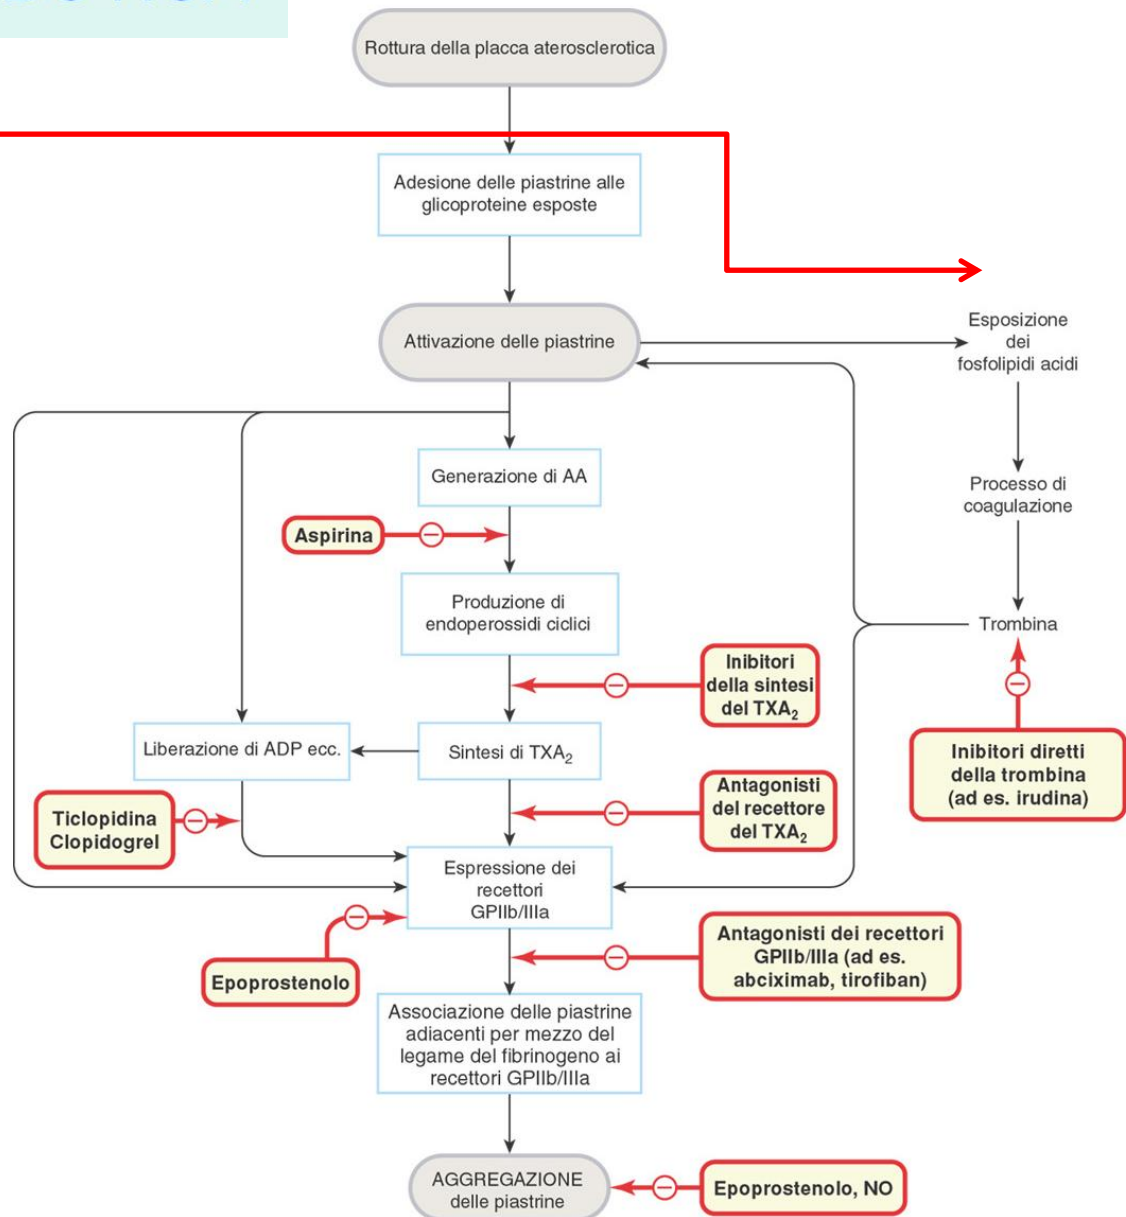 Rottura della placca aterosclerotica
Adesione delle piastrine alle
glicoproteine esposte
Attivazione delle piastrine
Esposizione
dei
fosfolipidi acidi
Generazione di AA
Processo di
coagulazione
Aspirina
Produzione di
endoperossidi ciclici
Trombina
Inibitori
della sintesi
del TXA₂
Liberazione di ADP ecc.
Sintesi di TXA₂
Inibitori diretti
della trombina
(ad es. irudina)
Ticlopidina
Clopidogrel
Antagonisti
del recettore
del TXA₂
Espressione dei
recettori
GPIIb/IIIa
Epoprostenolo
Antagonisti dei recettori
GPIIb/IIIa (ad es.
abciximab, tirofiban)
Associazione delle piastrine
adiacenti per mezzo del
legame del fibrinogeno ai
recettori GPIIb/IIIa
AGGREGAZIONE
delle piastrine
Epoprostenolo, NO